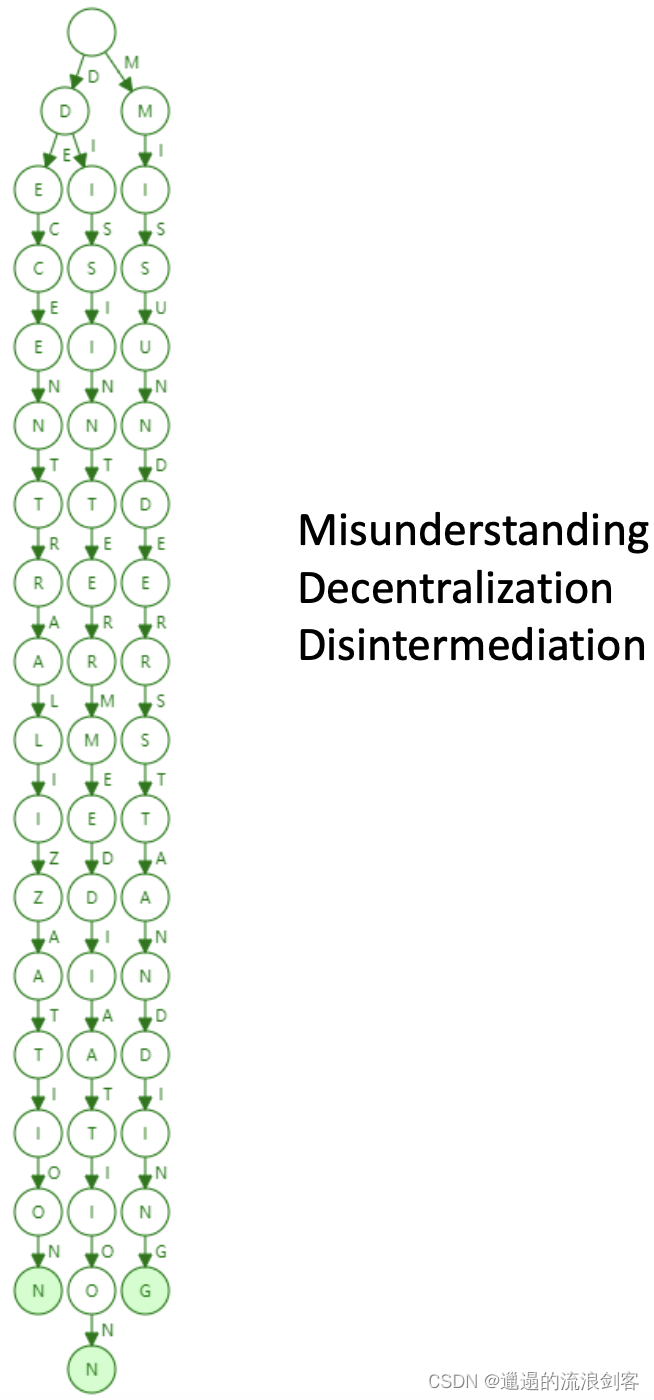 D M
D M
E I I
E I I
C S S
C S S
E I U
E I U
N N N
N N N
T T D
T T D
R E E
R E E
A R R
A R R
L M S
L M S
I E T
I E T
Z D A
Z D A
A I N
A I N
T A D
T A D
I T I
I T I
O I N
O I N
N O G
N O G
N
N
Misunderstanding
Decentralization
Disintermediation
CSDN @邋遢的流浪剑客